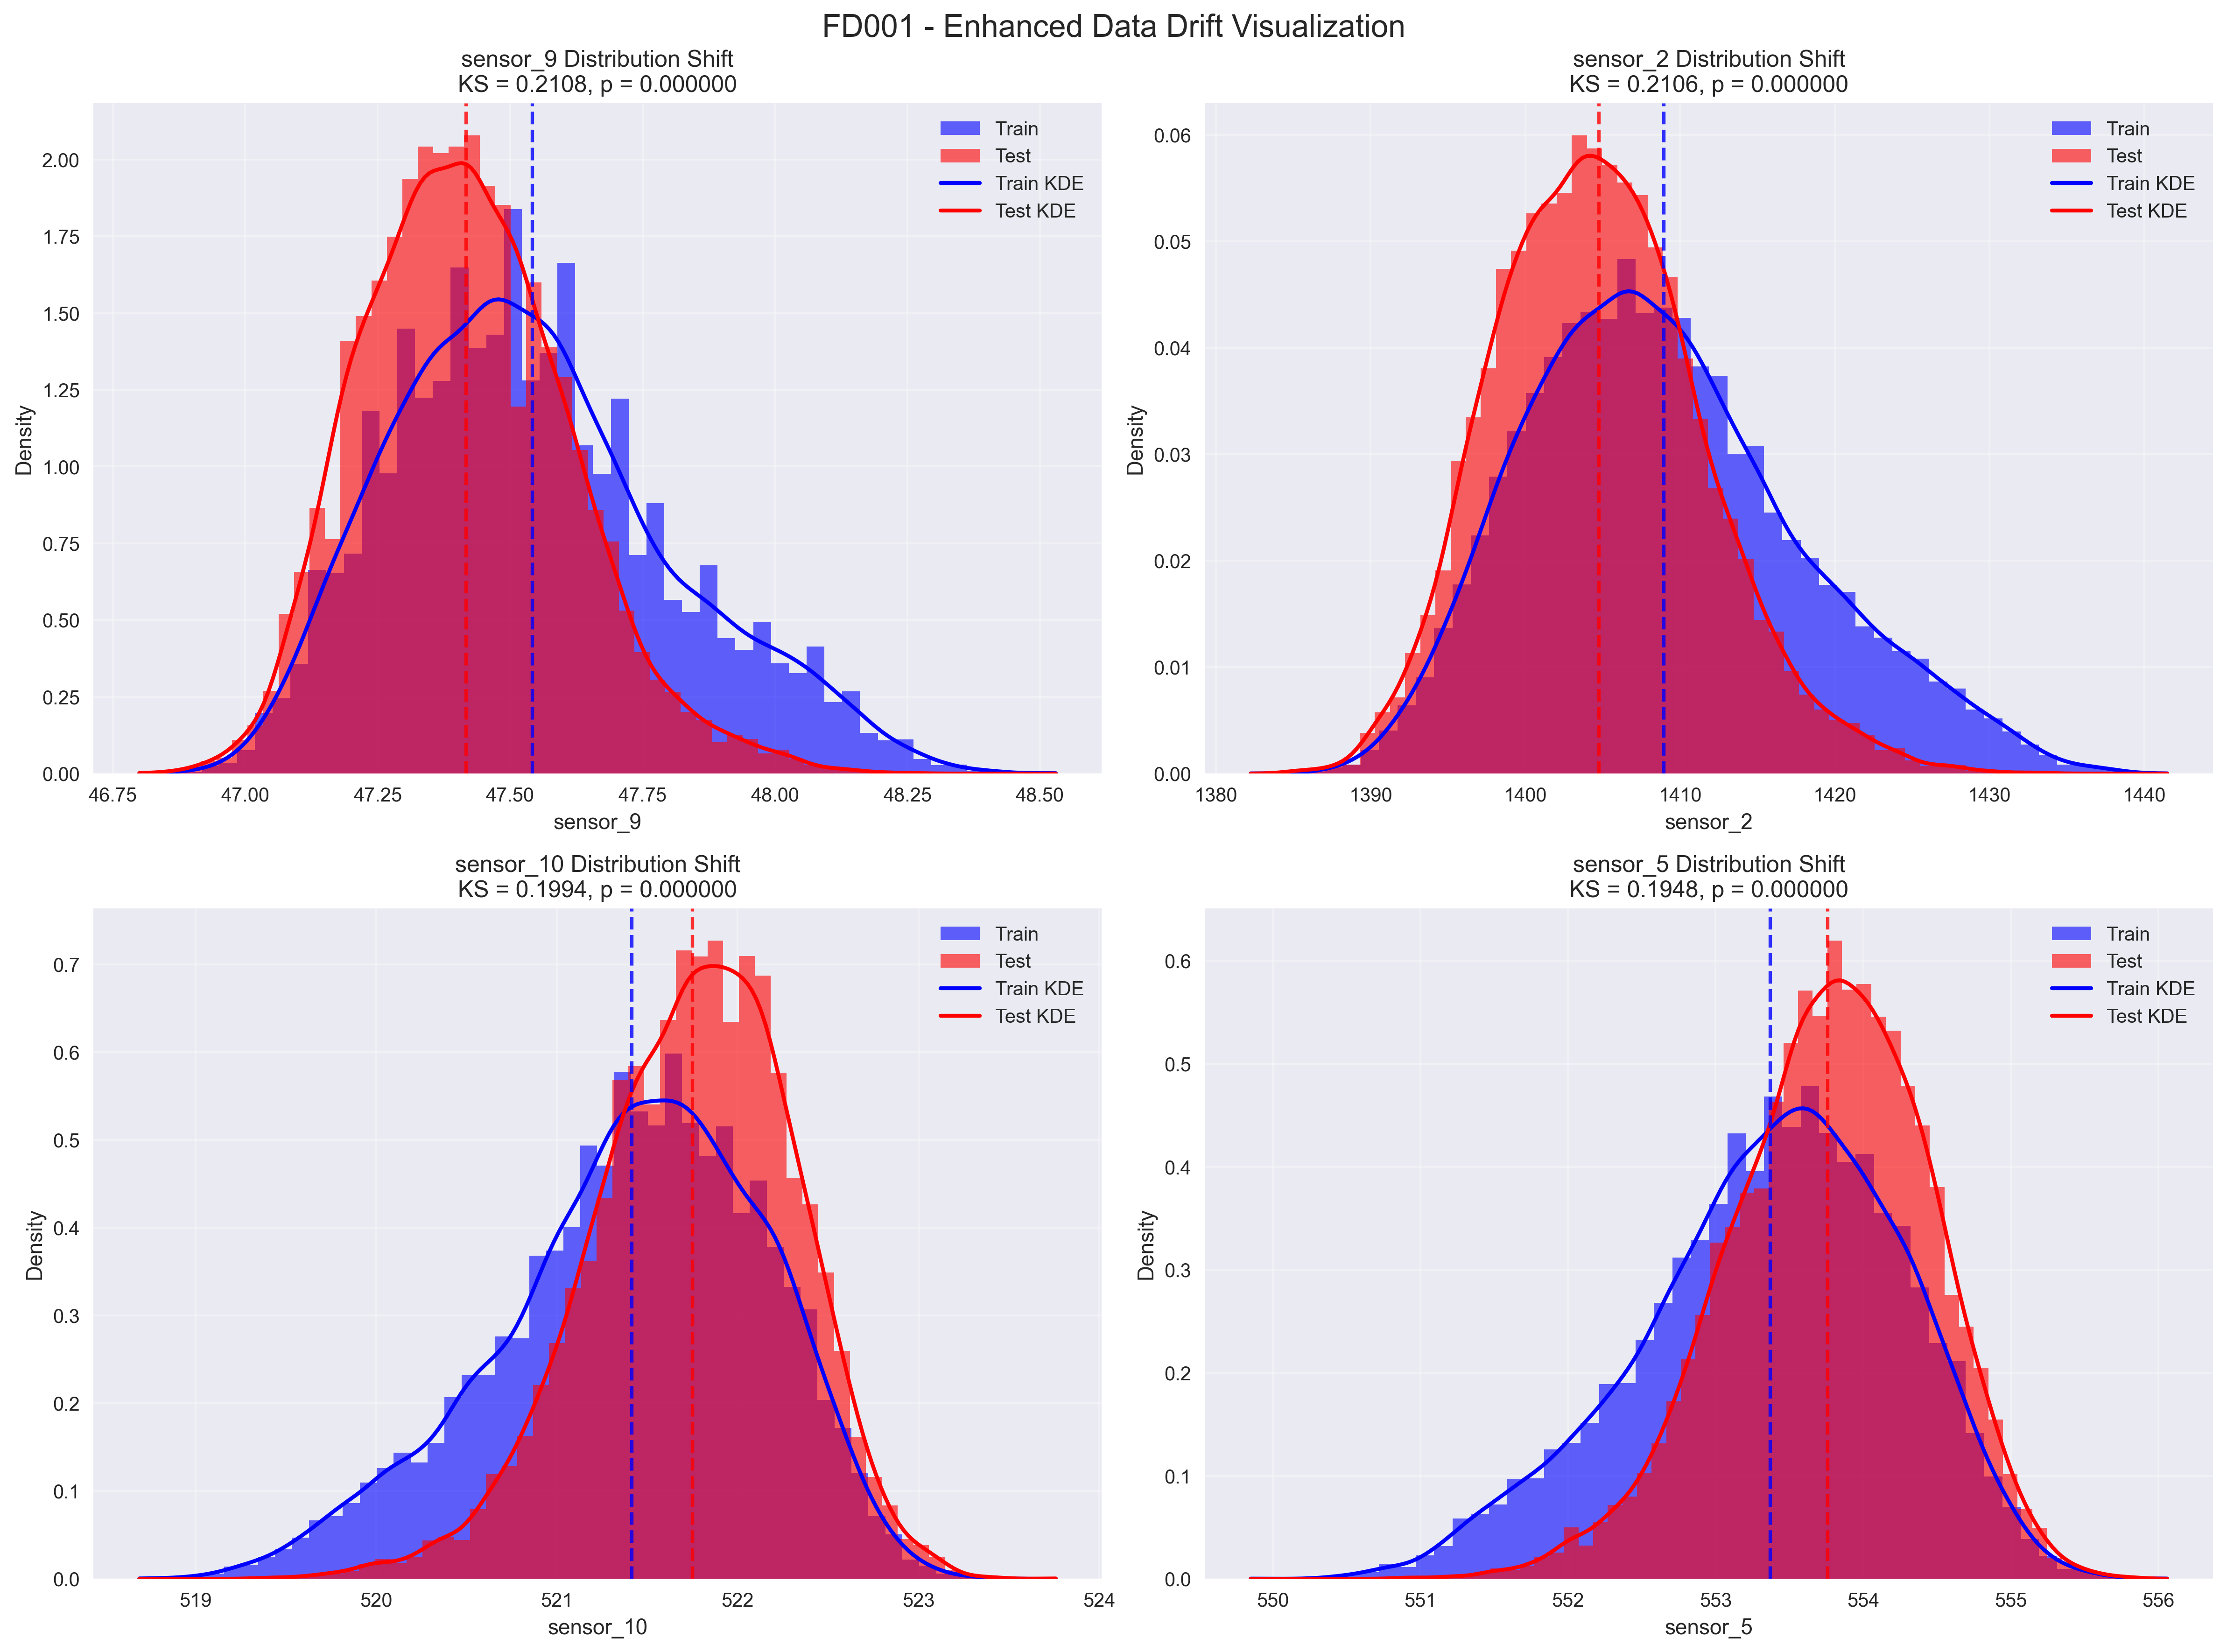 FD001 - Enhanced Data Drift Visualization
sensor_9 Distribution Shift
KS = 0.2108, p = 0.000000
Train
Test
Train KDE
Test KDE
2.00
1.75
1.50
1.25
1.00
0.75
0.50
0.25
0.00
Density
46.75 47.00 47.25 47.50 47.75 48.00 48.25 48.50
sensor_9
sensor_2 Distribution Shift
KS = 0.2106, p = 0.000000
Train
Test
Train KDE
Test KDE
0.06
0.05
0.04
0.03
0.02
0.01
0.00
Density
1380 1390 1400 1410 1420 1430 1440
sensor_2
sensor_10 Distribution Shift
KS = 0.1994, p = 0.000000
Train
Test
Train KDE
Test KDE
0.7
0.6
0.5
0.4
0.3
0.2
0.1
0.0
Density
519 520 521 522 523 524
sensor_10
sensor_5 Distribution Shift
KS = 0.1948, p = 0.000000
Train
Test
Train KDE
Test KDE
0.6
0.5
0.4
0.3
0.2
0.1
0.0
Density
550 551 552 553 554 555 556
sensor_5